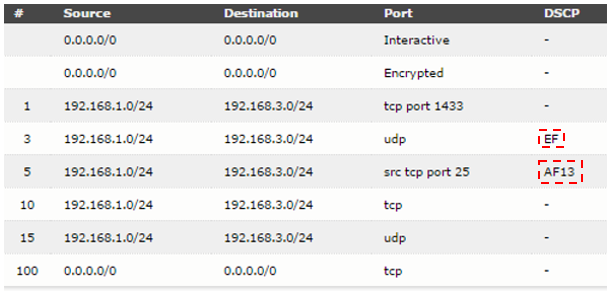 # Source Destination Port DSCP
0.0.0.0/0 0.0.0.0/0 Interactive -
0.0.0.0/0 0.0.0.0/0 Encrypted -
1 192.168.1.0/24 192.168.3.0/24 tcp port 1433 -
3 192.168.1.0/24 192.168.3.0/24 udp EF
5 192.168.1.0/24 192.168.3.0/24 src tcp port 25 AF13
10 192.168.1.0/24 192.168.3.0/24 tcp -
15 192.168.1.0/24 192.168.3.0/24 udp -
100 0.0.0.0/0 0.0.0.0/0 tcp -